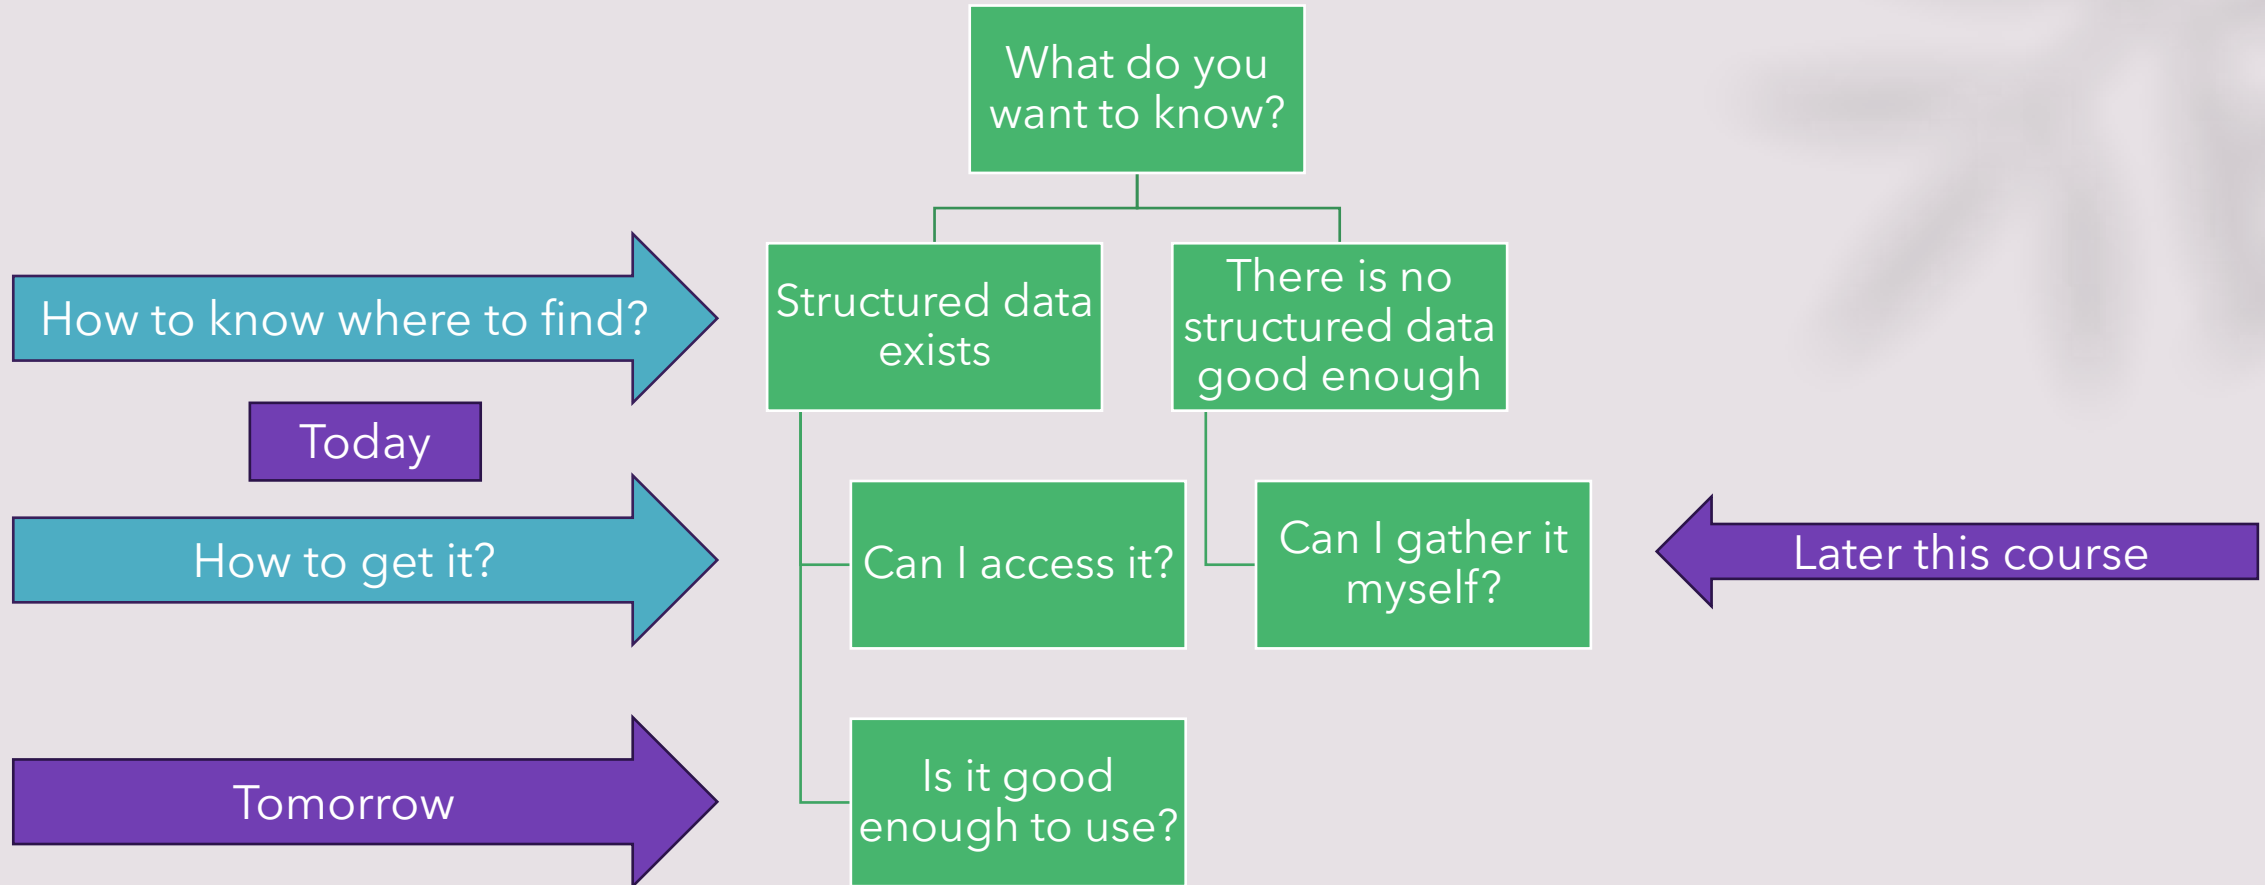 What do you
want to know?
How to know where to find?
Structured data
exists
There is no
structured data
good enough
Today
How to get it?
Can I access it?
Can I gather it
myself?
Later this course
Tomorrow
Is it good
enough to use?